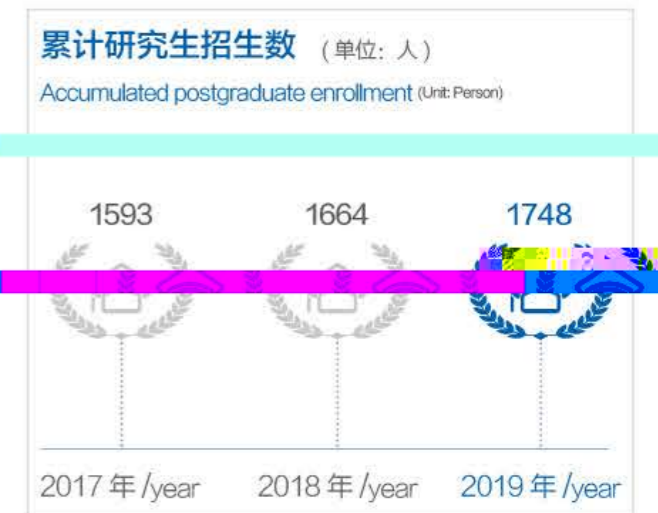 累计研究生招生数 （单位：人）
Accumulated postgraduate enrollment (Unit: Person)
1593 1664 1748
2017 年 /year 2018 年 /year 2019 年 /year